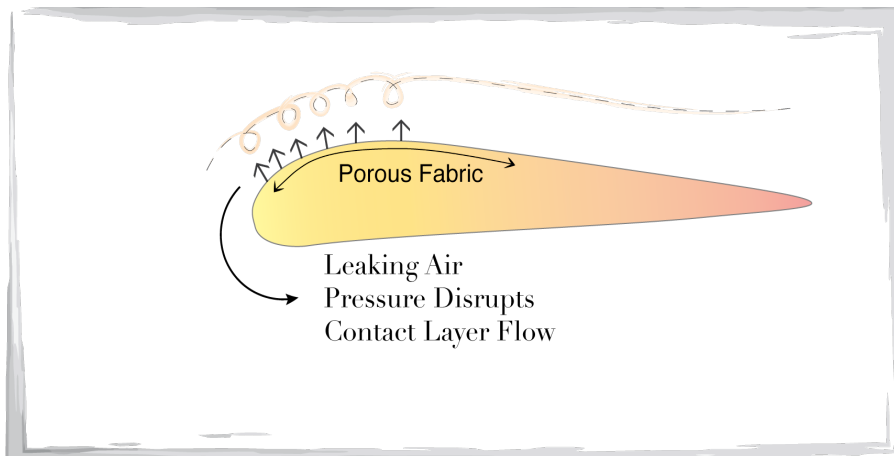 Porous Fabric
Leaking Air
Pressure Disrupts
Contact Layer Flow